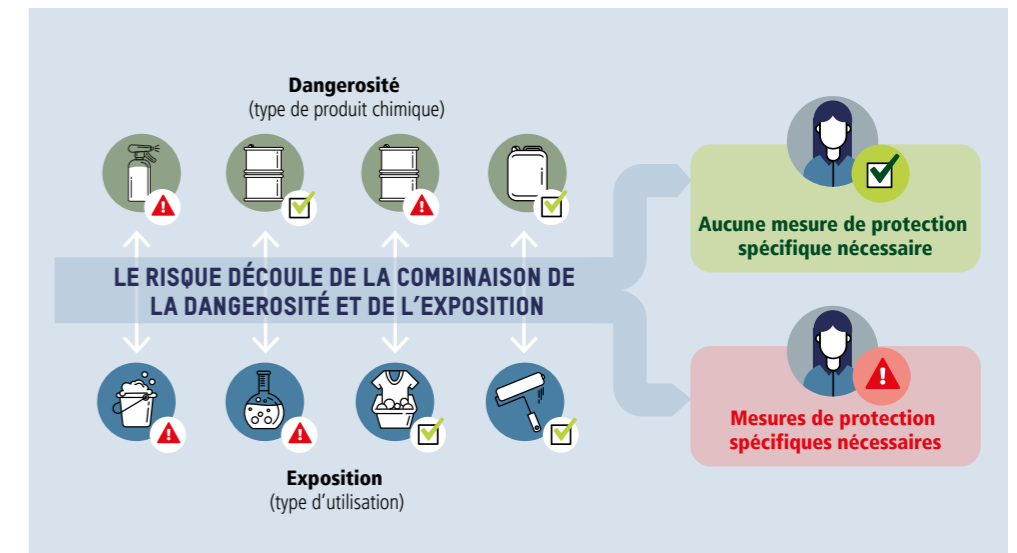 Dangerosité
(type de produit chimique)
LE RISQUE DÉCOULE DE LA COMBINAISON DE
LA DANGEROSITÉ ET DE L'EXPOSITION
Exposition
(type d'utilisation)
Aucune mesure de protection
spécifique nécessaire
Mesures de protection
spécifiques nécessaires